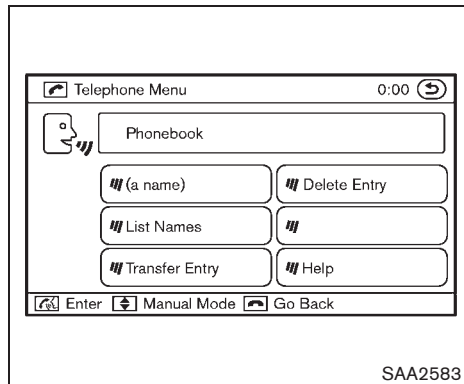 Telephone Menu 0:00
Phonebook
(a name) Delete Entry
List Names
Transfer Entry Help
Enter Manual Mode Go Back
SAA2583